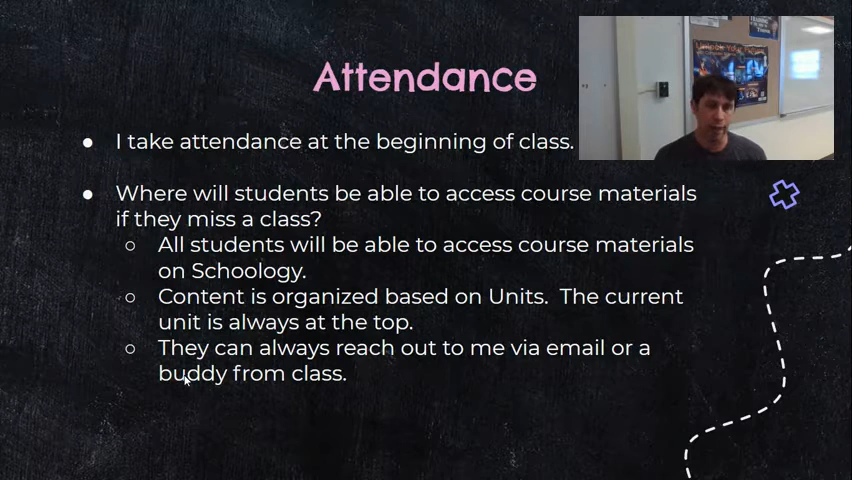 Attendance
● I take attendance at the beginning of class.
● Where will students be able to access course materials
if they miss a class?
○ All students will be able to access course materials
on Schoology.
○ Content is organized based on Units.  The current
unit is always at the top.
○ They can always reach out to me via email or a
buddy from class.